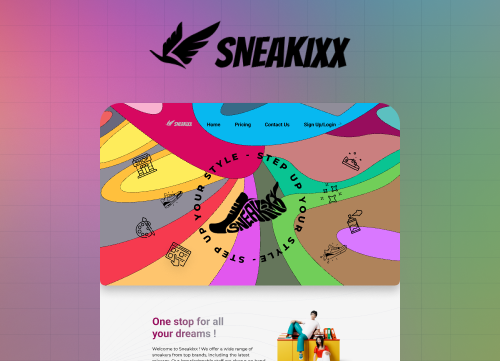 SNEAKIXX
SNEAKIXX
Home
Pricing
Contact Us
Sign Up/Login
STEP UP YOUR STYLE - STEP UP YOUR STYLE -
SNEAKIXX
One stop for all
your dreams !
Welcome to Sneakixx! We offer a wide range of
sneakers from top brands, including the latest